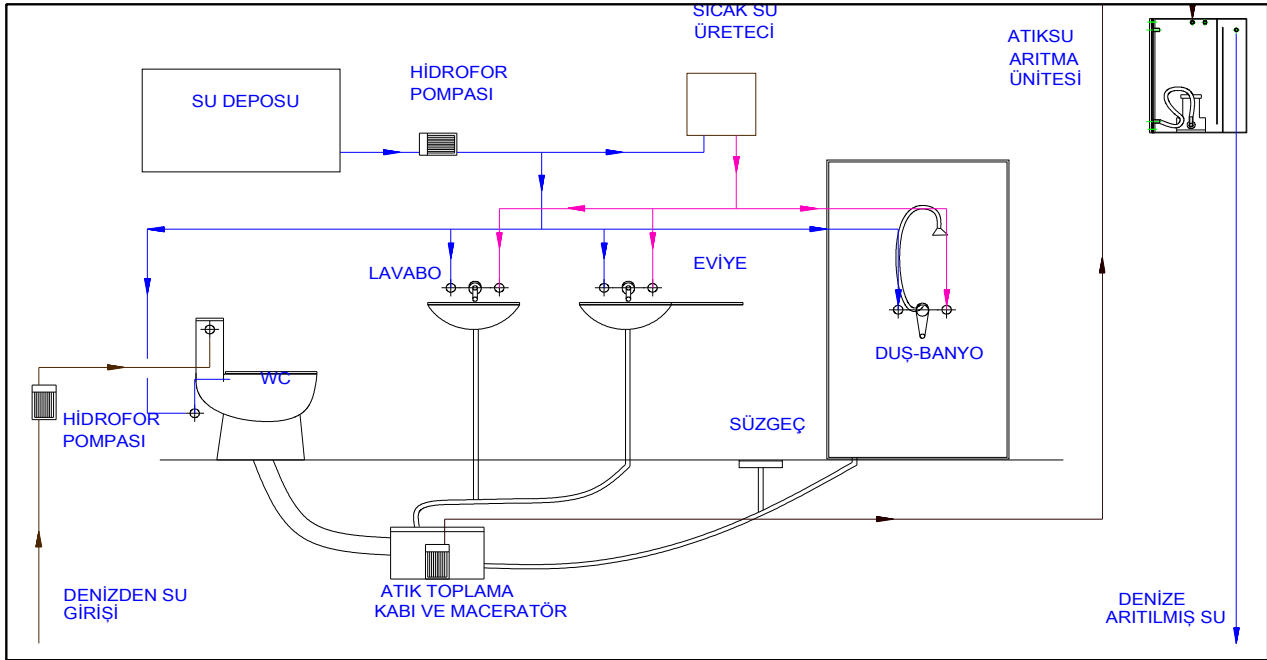 SICAK SU
ÜRETECİ
ATIKSU
ARITMA
ÜNİTESİ
HİDROFOR
POMPASI
SU DEPOSU
LAVABO
EVİYE
DUŞ-BANYO
WC
HİDROFOR
POMPASI
SÜZGEÇ
DENİZDEN SU
GİRİŞİ
ATIK TOPLAMA
KABI VE MACERATÖR
DENİZE
ARITILMIŞ SU